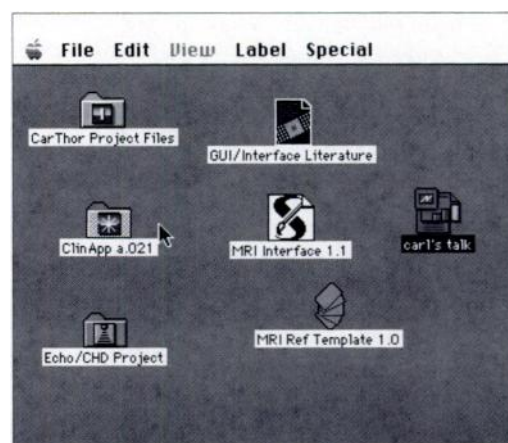 File Edit View Label Special
CarThor Project Files
GUI/Interface Literature
ClinApp a.021
MRI Interface 1.1
carl's talk
MRI Ref Template 1.0
Echo/CHD Project